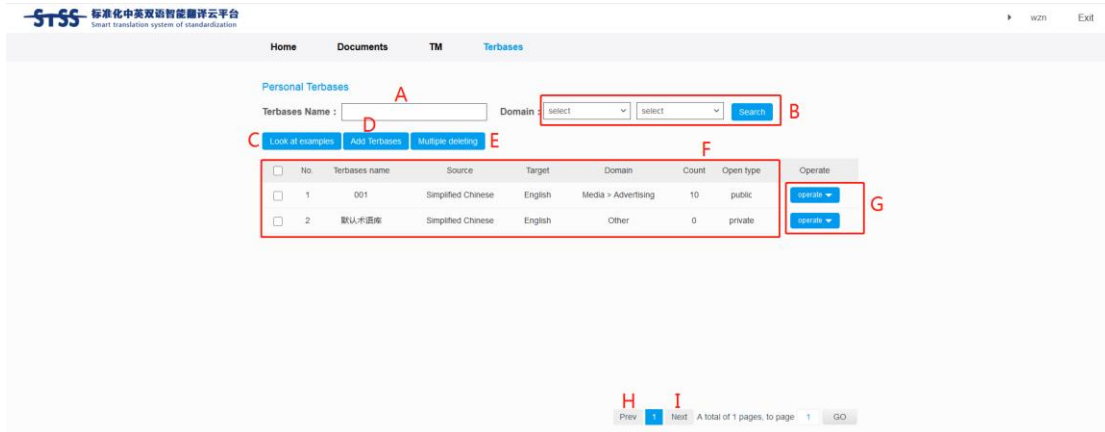 STSS 标准化中英双语智能翻译云平台
Smart translation system of standardization
wzn Exit
Home Documents TM Terbases
Personal Terbases
A
Terbases Name : Domain : select select Search B
D
C Look at examples Add Terbases Multiple deleting E
F
No. Terbases name Source Target Domain Count Open type Operate
1 001 Simplified Chinese English Media > Advertising 10 public operate
G
2 默认术语库 Simplified Chinese English Other 0 private operate
H I
Prev 1 Next A total of 1 pages, to page 1 GO